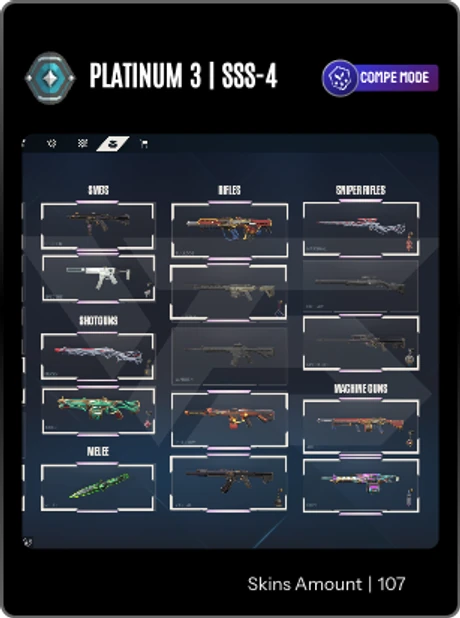 PLATINUM 3 | SSS-4
COMPE MODE
SMGS
RIFLES
SNIPER RIFLES
SHOTGUNS
MACHINE GUNS
MELEE
Skins Amount | 107